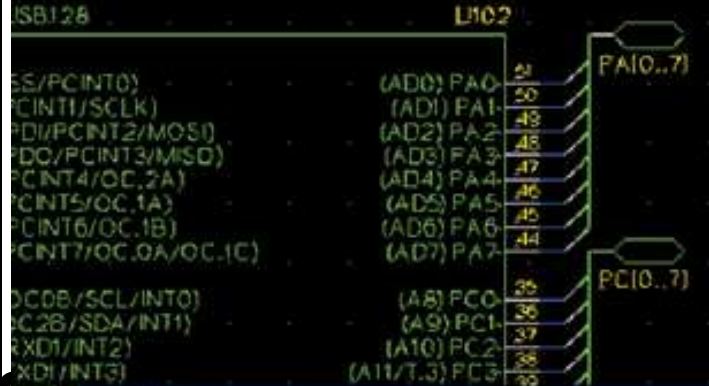 USB128 U102
PA[0..7]
SS/PCINT0) (AD0) PA0 51
PCINT1/SCLK) (AD1) PA1 50
PDI/PCINT2/MOSI) (AD2) PA2 49
PDO/PCINT3/MISO) (AD3) PA3 48
PCINT4/OC.2A) (AD4) PA4 47
PCINT5/OC.1A) (AD5) PA5 46
PCINT6/OC.1B) (AD6) PA6 45
PCINT7/OC.0A/OC.1C) (AD7) PA7 44
PC[0..7]
OC0B/SCL/INT0) (A8) PC0 35
OC2B/SDA/INT1) (A9) PC1 36
RXD1/INT2) (A10) PC2 37
TXD1/INT3) (A11/T.3) PC3 38
39